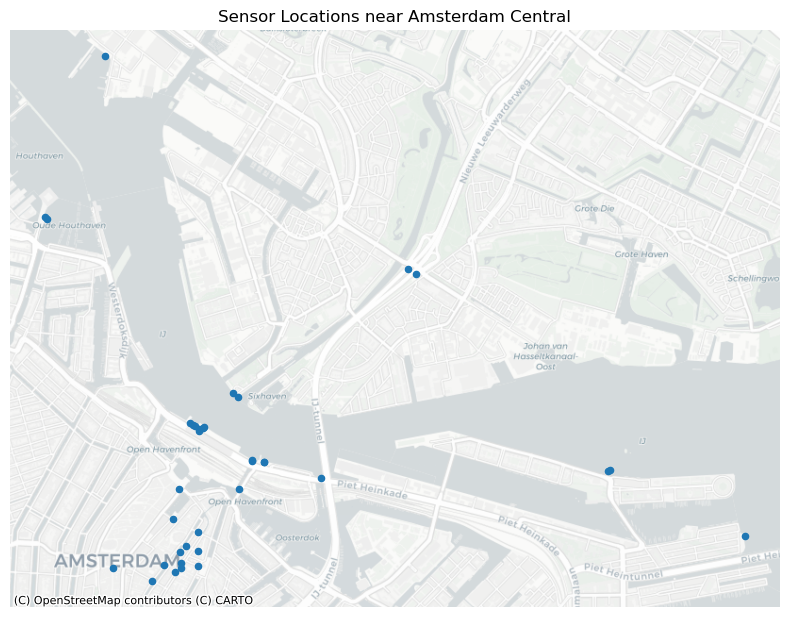 Sensor Locations near Amsterdam Central
Nieuwe Leeuwarderweg
Houthaven
Oude Houthaven
Grote Die
Grote Haven
Westerdoksdijk
IJ
Johan van
Hasseltkanaal-
Oost
Sixhaven
IJ-tunnel
IJ
Open Havenfront
Piet Heinkade
Open Havenfront
Piet Heinkade
Oosterdok
AMSTERDAM
IJ-tunnel
Piet Heintunnel
(C) OpenStreetMap contributors (C) CARTO